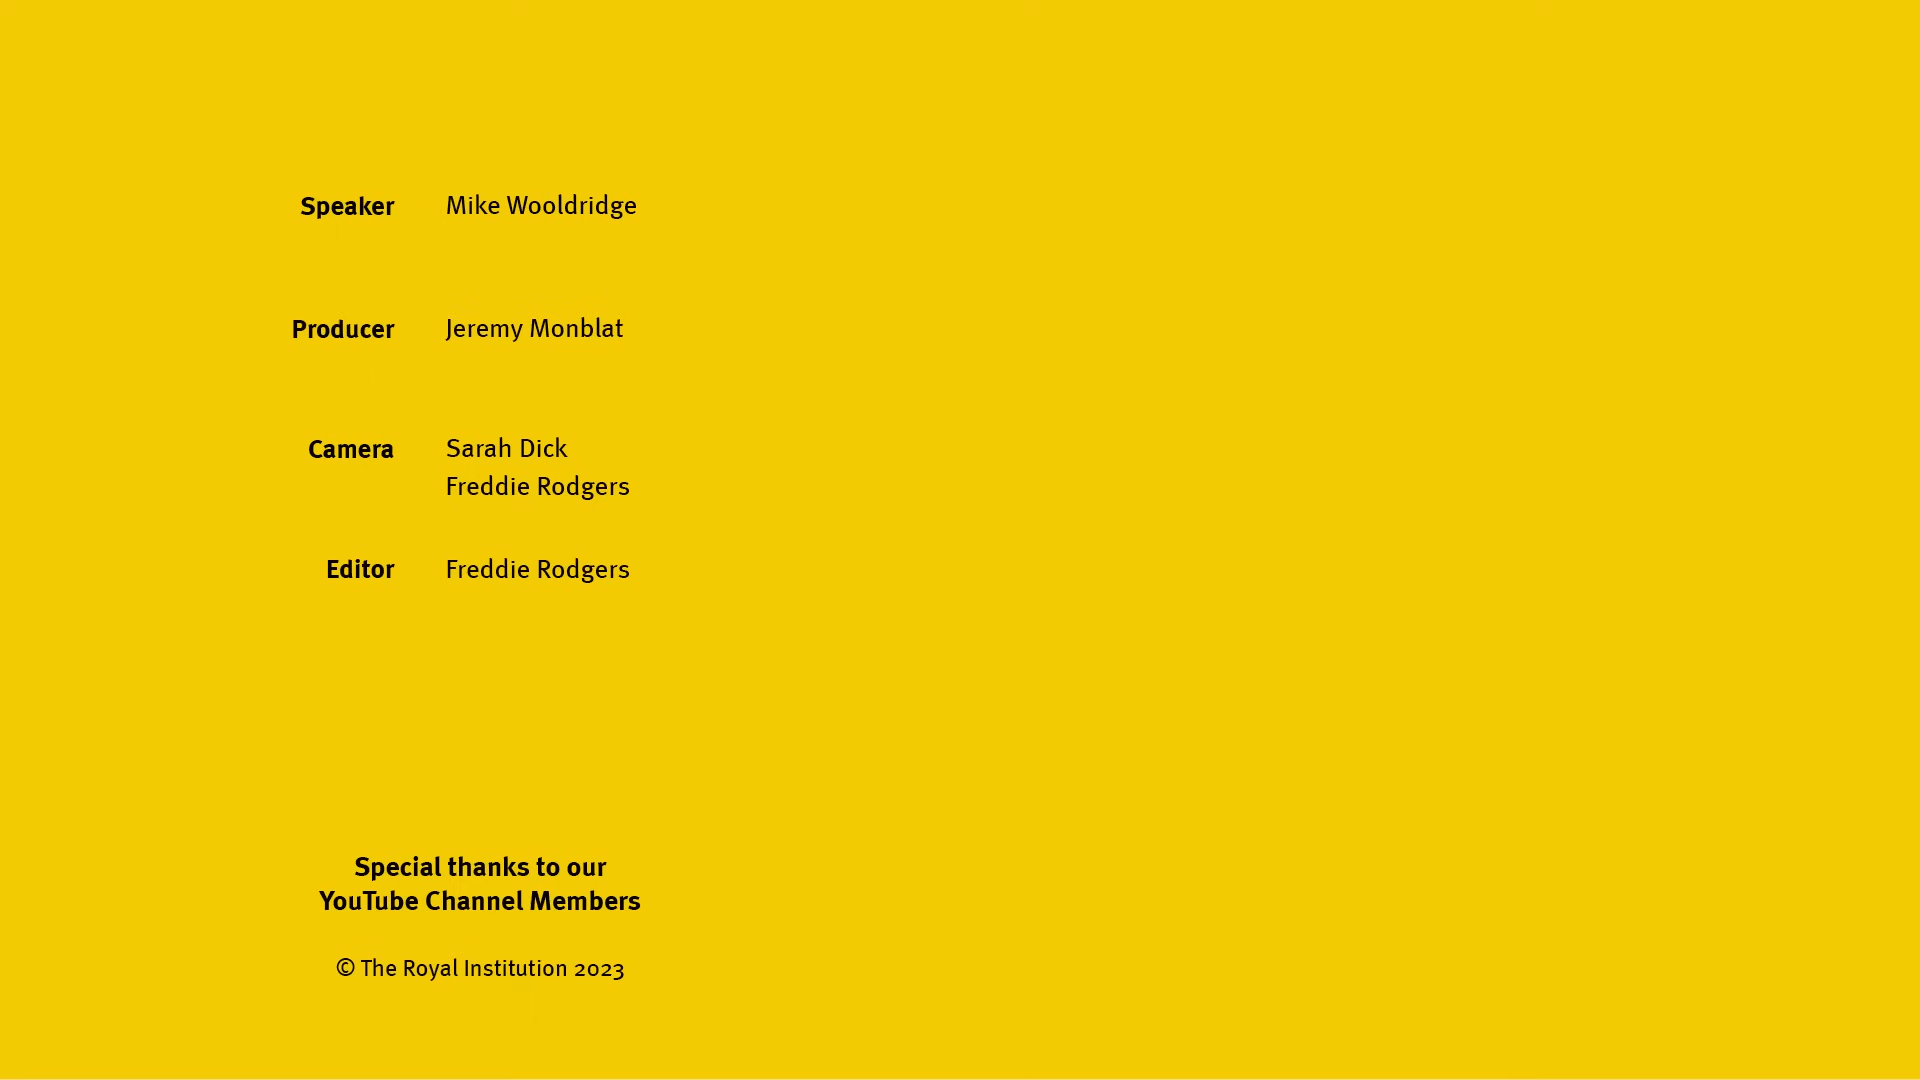 Speaker Mike Wooldridge
Producer Jeremy Monblat
Camera Sarah Dick
Freddie Rodgers
Editor Freddie Rodgers
Special thanks to our
YouTube Channel Members
© The Royal Institution 2023